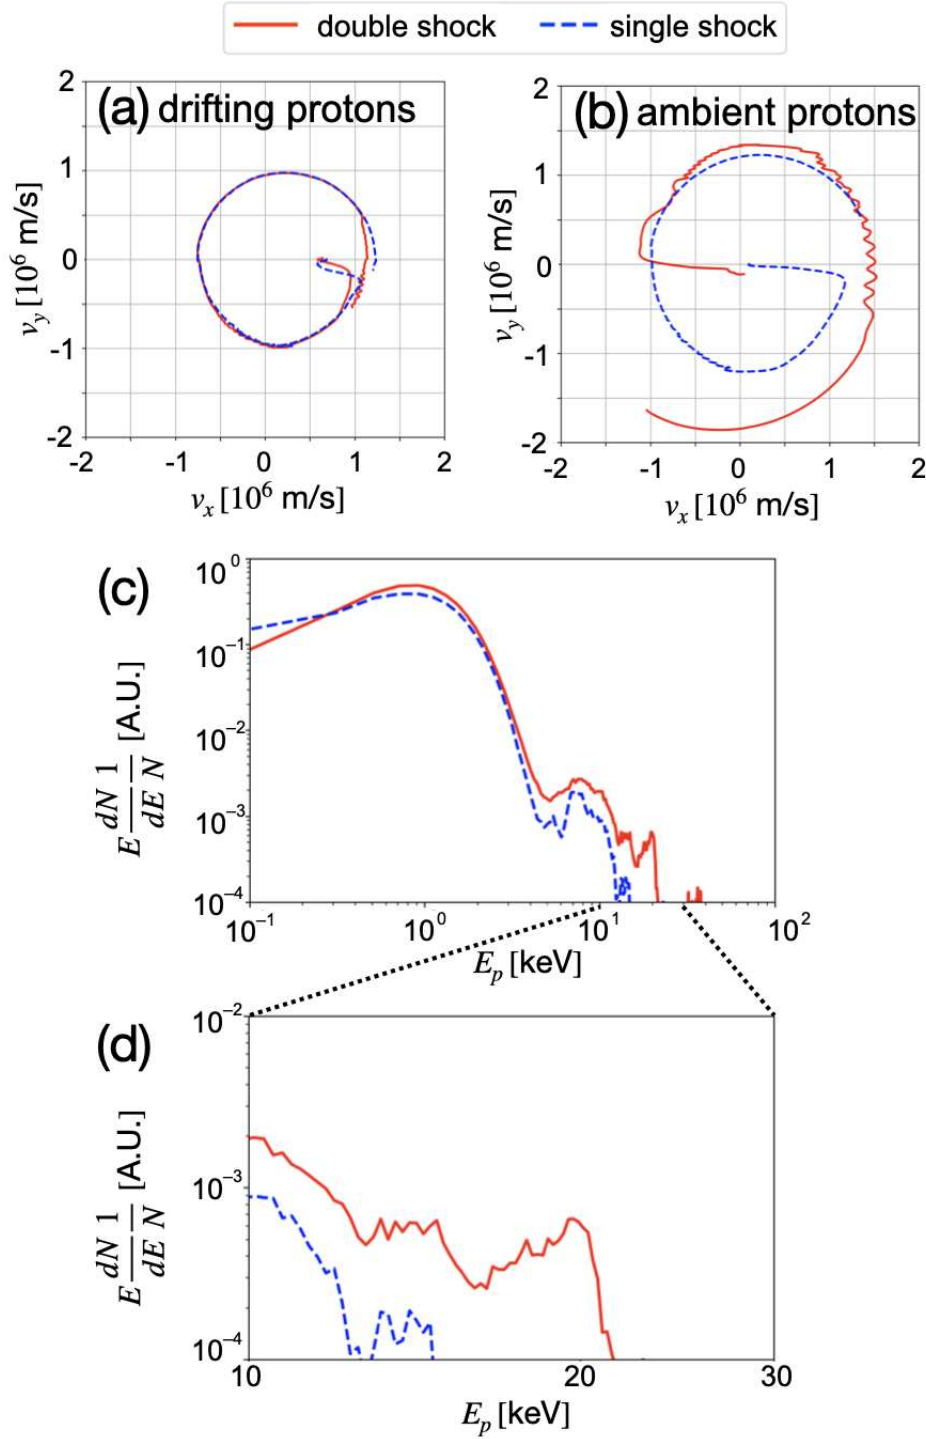 double shock single shock
(a) drifting protons
2
1
0
-1
-2
v_y [10^6 m/s]
-2 -1 0 1 2
v_x [10^6 m/s]
(b) ambient protons
2
1
0
-1
-2
v_y [10^6 m/s]
-2 -1 0 1 2
v_x [10^6 m/s]
(c)
10^0
10^-1
10^-2
10^-3
10^-4
E dN/dE 1/N [A.U.]
10^-1 10^0 10^1 10^2
E_p [keV]
(d)
10^-2
10^-3
10^-4
E dN/dE 1/N [A.U.]
10 20 30
E_p [keV]